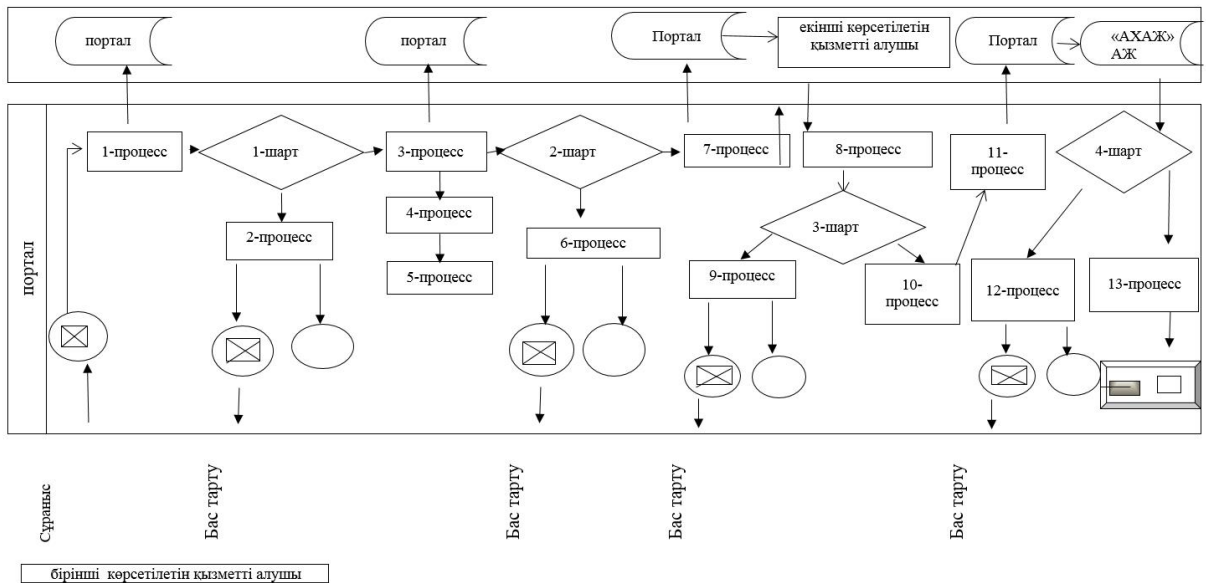 портал
портал
Портал
екінші көрсетілетін
қызметті алушы
Портал
«АХАЖ»
АЖ
портал
1-процесс
1-шарт
3-процесс
2-шарт
7-процесс
8-процесс
11-
процесс
4-шарт
2-процесс
4-процесс
6-процесс
3-шарт
5-процесс
9-процесс
10-
процесс
12-процесс
13-процесс
Сұраныс
Бас тарту
Бас тарту
Бас тарту
Бас тарту
бірінші көрсетілетін қызметті алушы